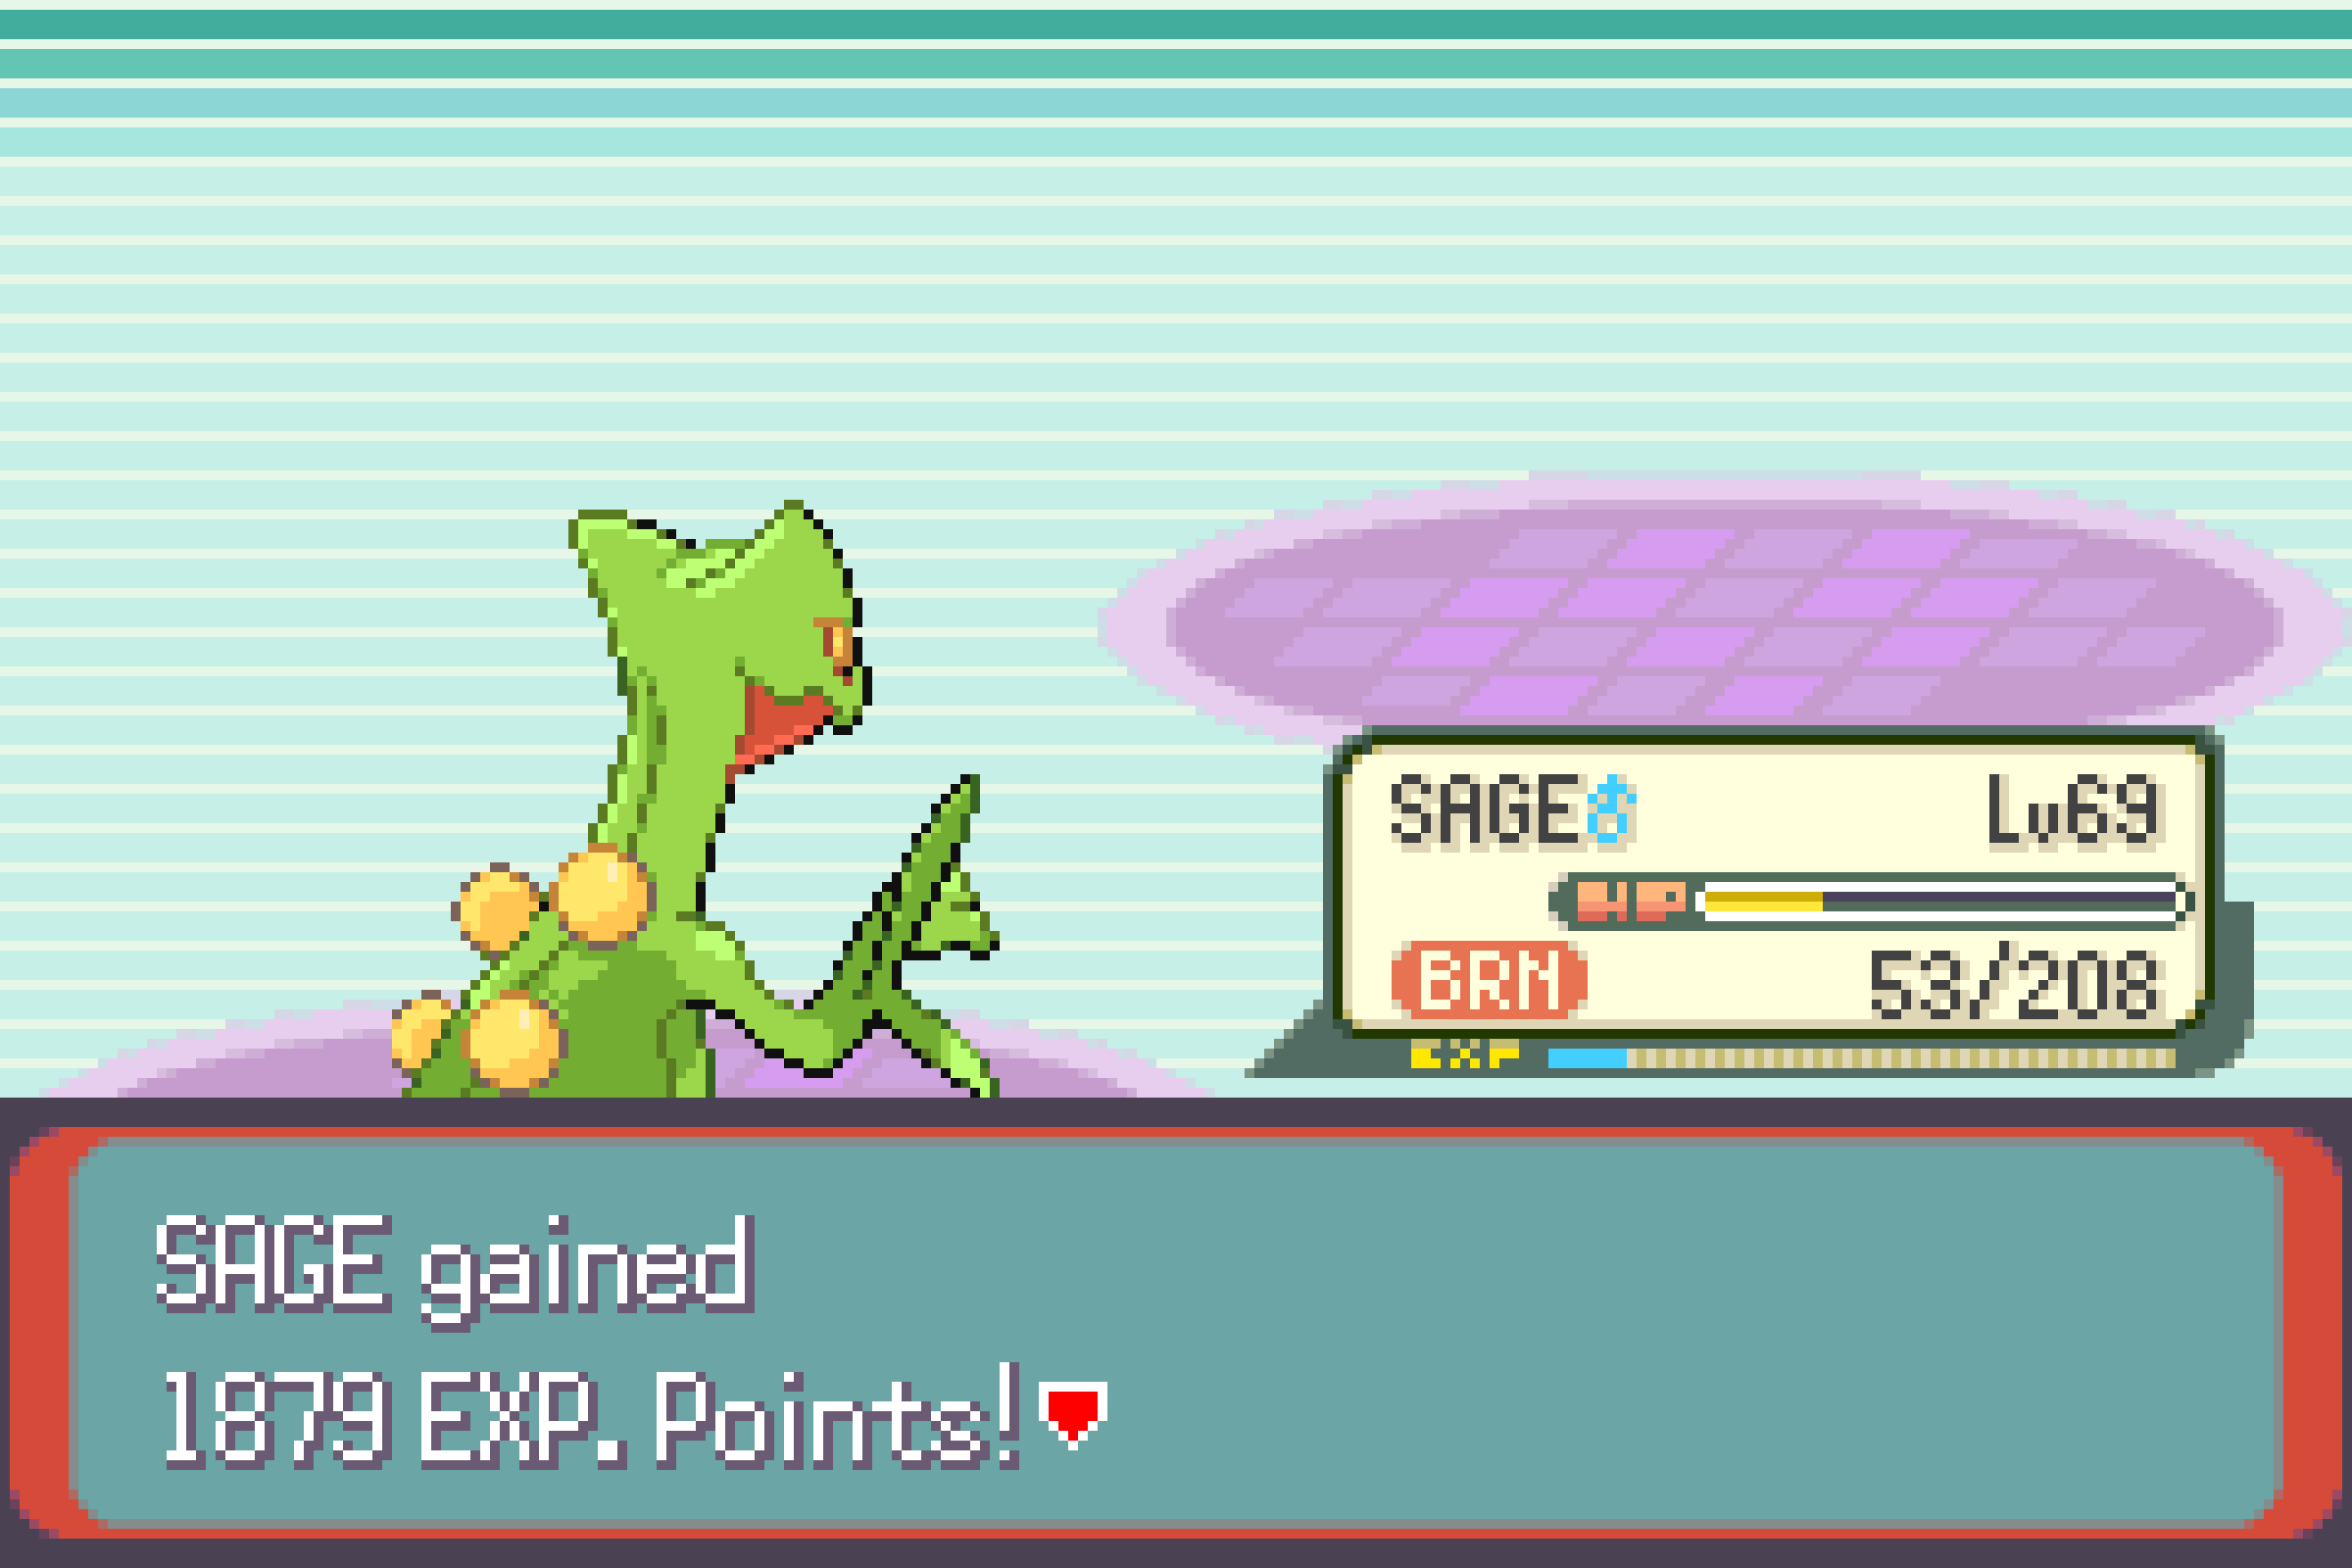 SAGE♂ Lv69
HP
BRN 53/208
EXP
SAGE gained
1879 EXP. Points!